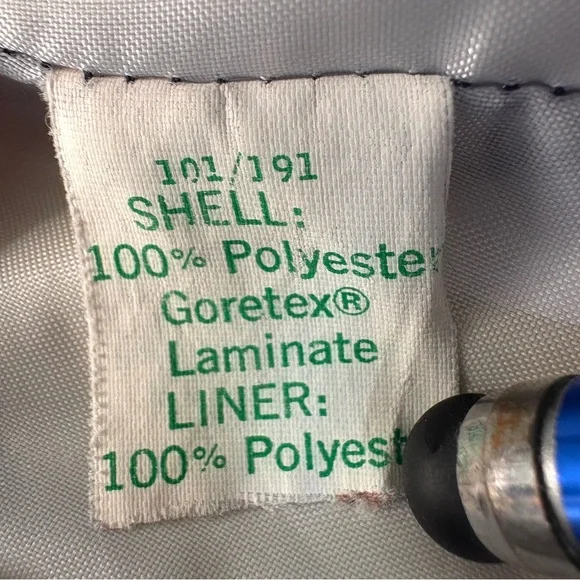 101/191
SHELL:
100% Polyester
Goretex®
Laminate
LINER:
100% Polyest